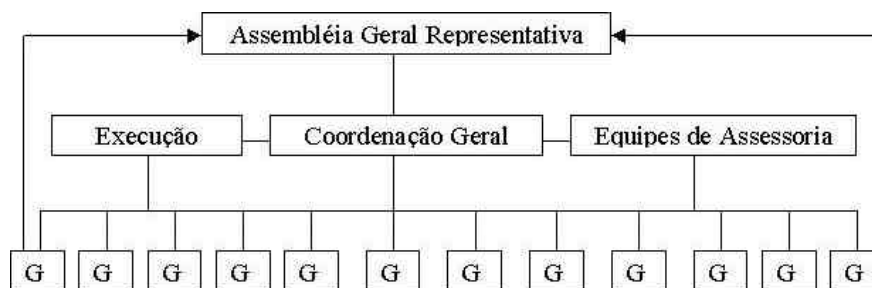 Assembléia Geral Representativa
Execução Coordenação Geral Equipes de Assessoria
G G G G G G G G G G G G